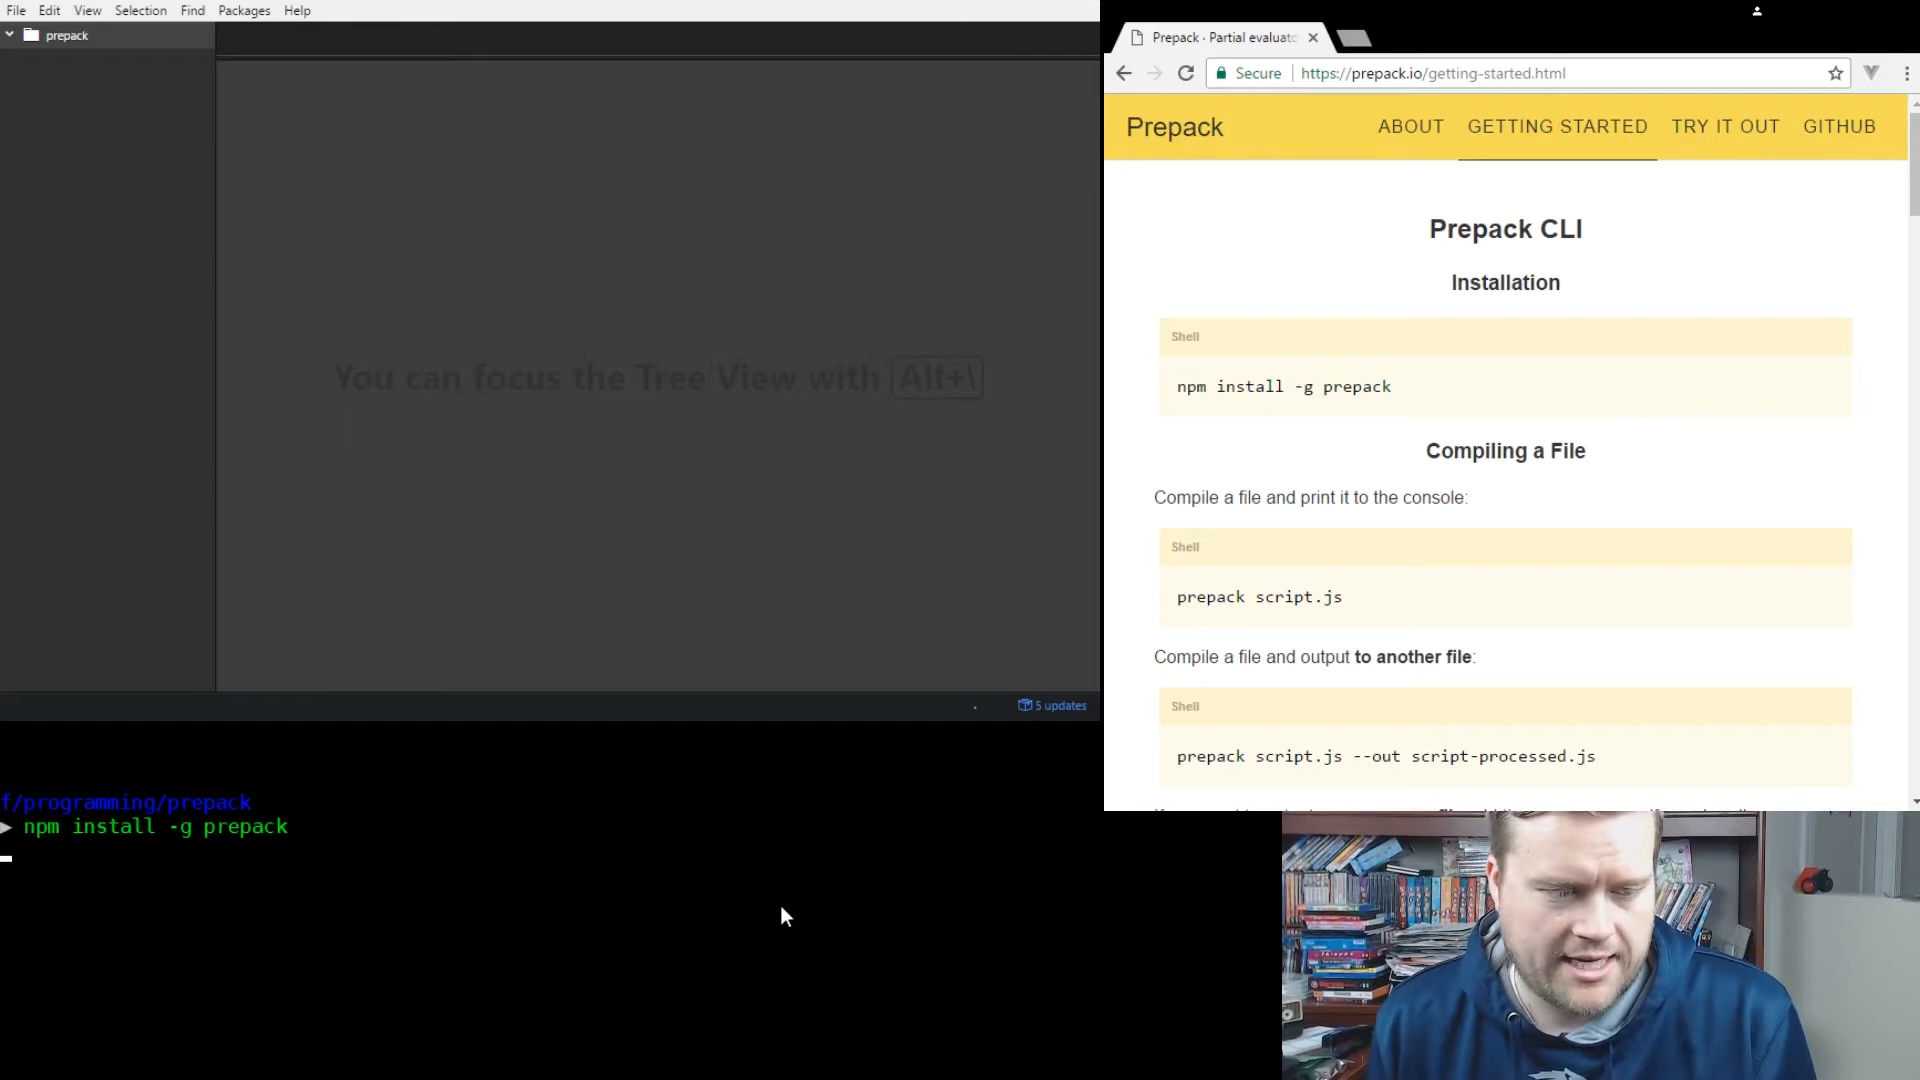 File Edit View Selection Find Packages Help
prepack
You can focus the Tree View with Alt+\
5 updates
f/programming/prepack
npm install -g prepack
Prepack · Partial evaluat
Secure https://prepack.io/getting-started.html
Prepack ABOUT GETTING STARTED TRY IT OUT GITHUB
Prepack CLI
Installation
Shell
npm install -g prepack
Compiling a File
Compile a file and print it to the console:
Shell
prepack script.js
Compile a file and output to another file:
Shell
prepack script.js --out script-processed.js